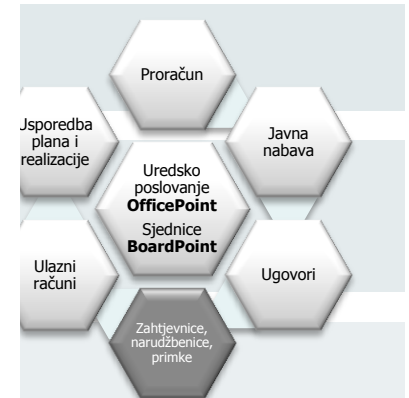 Proračun
Usporedba
plana i
realizacije
Javna
nabava
Uredsko
poslovanje
OfficePoint
Sjednice
BoardPoint
Ulazni
računi
Ugovori
Zahtjevnice,
narudžbenice,
primke